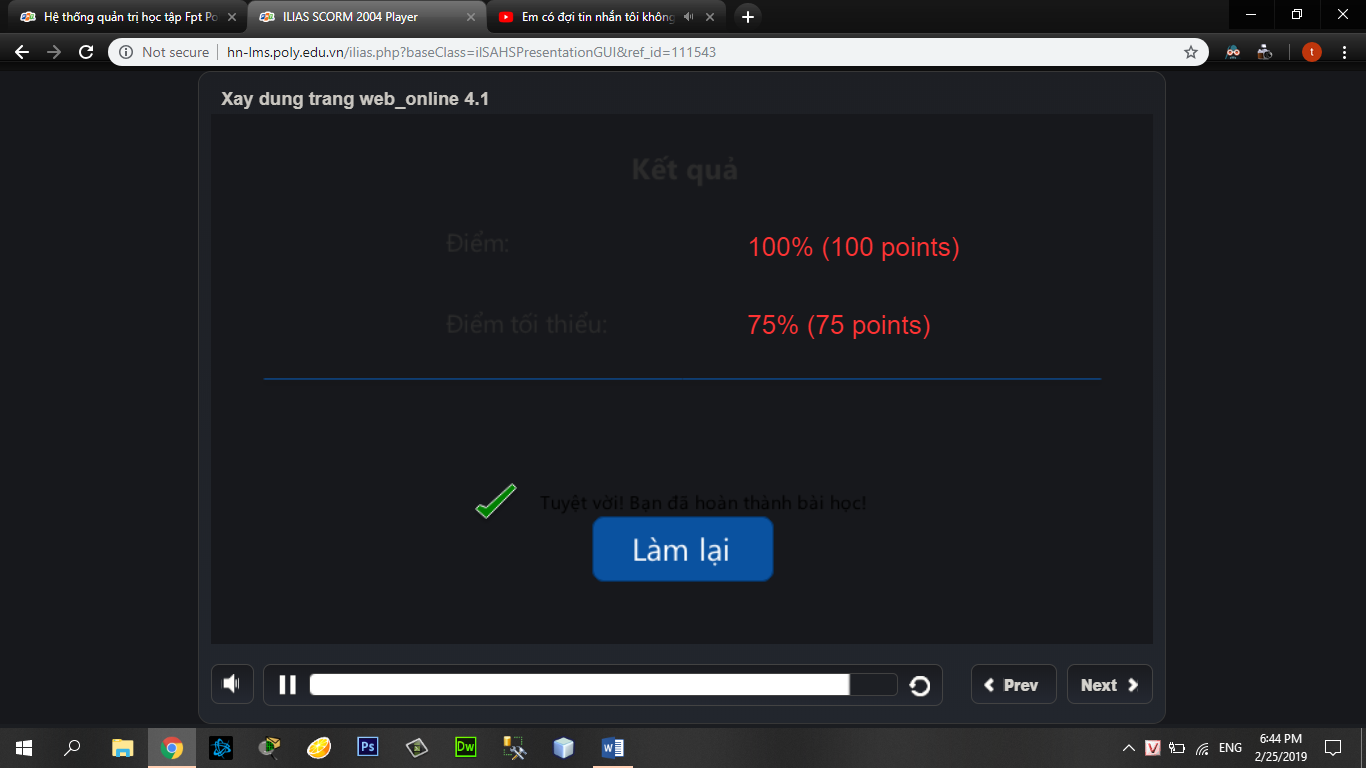 Hệ thống quản trị học tập Fpt Po
ILIAS SCORM 2004 Player
Em có đợi tin nhắn tôi không
Not secure
hn-lms.poly.edu.vn/ilias.php?baseClass=ilSAHSPresentationGUI&ref_id=111543
t
Xay dung trang web_online 4.1
Kết quả
Điểm: 100% (100 points)
Điểm tối thiểu: 75% (75 points)
Tuyệt vời! Bạn đã hoàn thành bài học!
Làm lại
Prev
Next
Ps
Dw
V
ENG
6:44 PM
2/25/2019